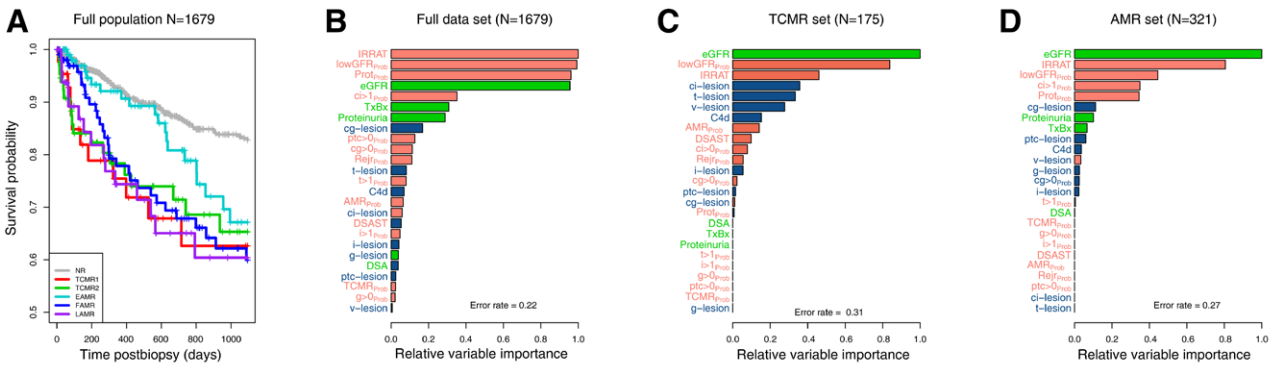 A
Full population N=1679
Survival probability
1.0
0.9
0.8
0.7
0.6
0.5
NR
TCMR1
TCMR2
EAMR
FAMR
LAMR
0 200 400 600 800 1000
Time postbiopsy (days)
B
Full data set (N=1679)
IRRAT
lowGFRProb
ProtProb
eGFR
ci>1Prob
TxBx
Proteinuria
cg-lesion
ptc>0Prob
cg>0Prob
RejrProb
t-lesion
t>1Prob
C4d
AMRProb
ci-lesion
DSAST
i>1Prob
i-lesion
g-lesion
DSA
ptc-lesion
TCMRProb
g>0Prob
v-lesion
Error rate = 0.22
0.0 0.2 0.4 0.6 0.8 1.0
Relative variable importance
C
TCMR set (N=175)
eGFR
lowGFRProb
IRRAT
ci-lesion
t-lesion
v-lesion
C4d
AMRProb
DSAST
ci>0Prob
RejrProb
i-lesion
cg>0Prob
ptc-lesion
cg-lesion
ProtProb
DSA
TxBx
Proteinuria
t>1Prob
i>1Prob
g>0Prob
ptc>0Prob
TCMRProb
g-lesion
Error rate = 0.31
0.0 0.2 0.4 0.6 0.8 1.0
Relative variable importance
D
AMR set (N=321)
eGFR
IRRAT
lowGFRProb
ci>1Prob
ProtProb
cg-lesion
Proteinuria
TxBx
ptc-lesion
C4d
v-lesion
g-lesion
cg>0Prob
i-lesion
t>1Prob
DSA
TCMRProb
g>0Prob
i>1Prob
DSAST
AMRProb
RejrProb
ptc>0Prob
ci-lesion
t-lesion
Error rate = 0.27
0.0 0.2 0.4 0.6 0.8 1.0
Relative variable importance